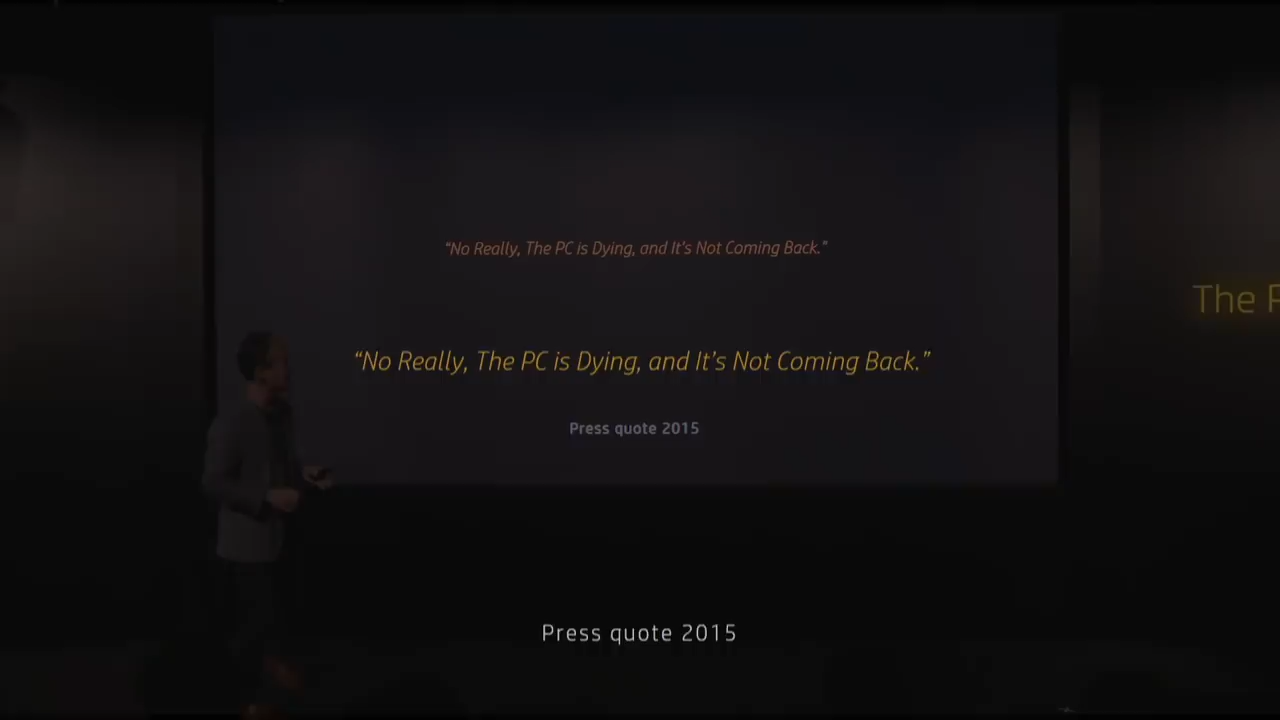 “No Really, The PC is Dying, and It’s Not Coming Back.”
The
“No Really, The PC is Dying, and It’s Not Coming Back.”
Press quote 2015
Press quote 2015